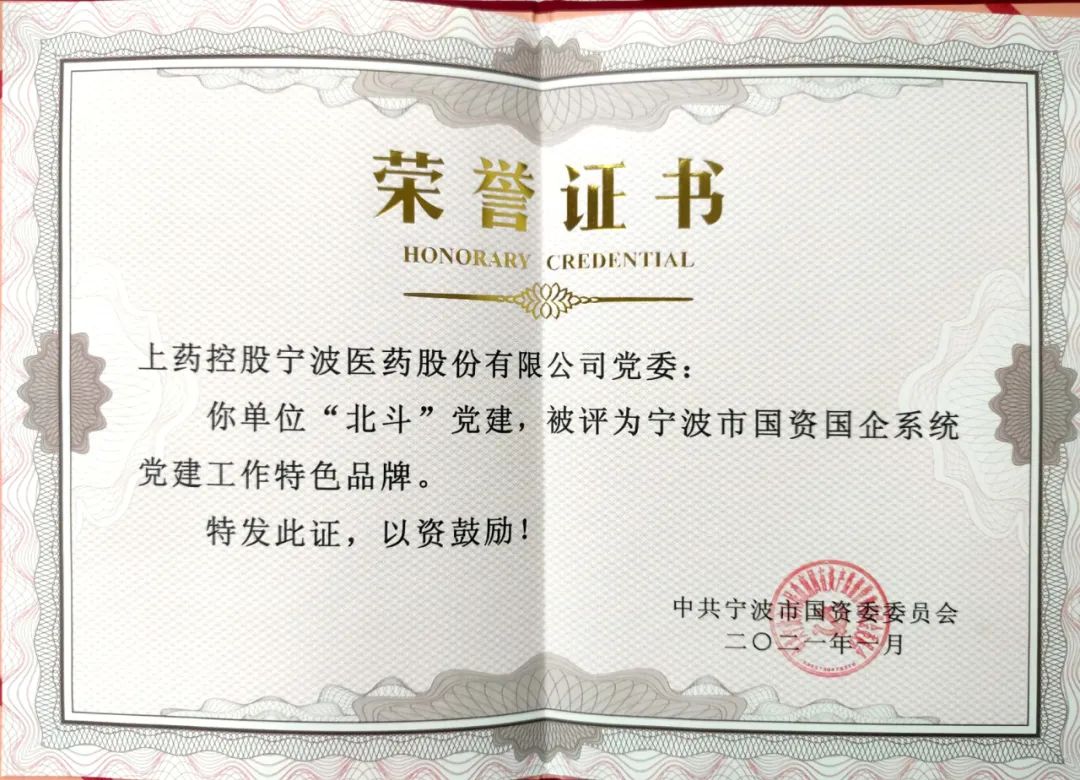 荣誉证书
HONORARY CREDENTIAL
上药控股宁波医药股份有限公司党委：
你单位“北斗”党建，被评为宁波市国资国企系统
党建工作特色品牌。
特发此证，以资鼓励！
中共宁波市国资委委员会
二〇二一年一月